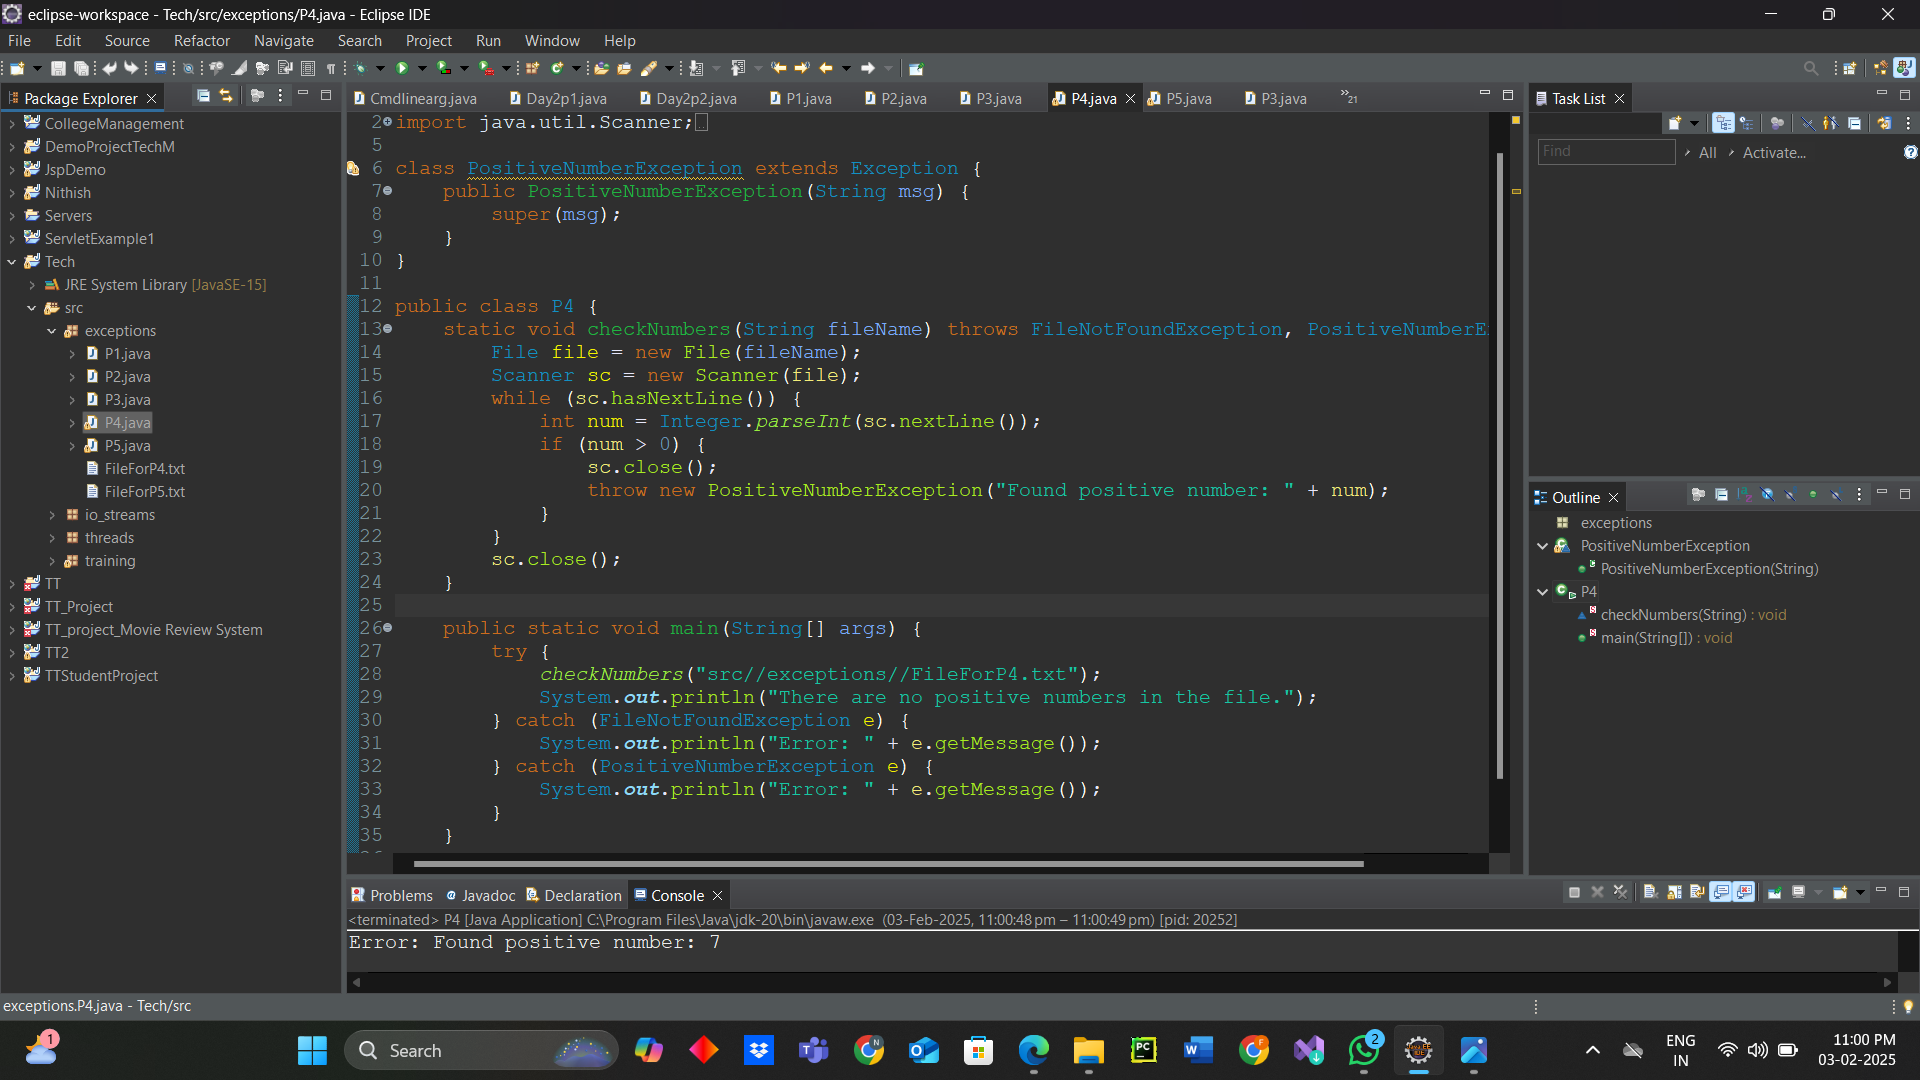 eclipse-workspace - Tech/src/exceptions/P4.java - Eclipse IDE
File Edit Source Refactor Navigate Search Project Run Window Help
Package Explorer
CollegeManagement
DemoProjectTechM
JspDemo
Nithish
Servers
ServletExample1
Tech
JRE System Library [JavaSE-15]
src
exceptions
P1.java
P2.java
P3.java
P4.java
P5.java
FileForP4.txt
FileForP5.txt
io_streams
threads
training
TT
TT_Project
TT_project_Movie Review System
TT2
TTStudentProject
Cmdlinearg.java Day2p1.java Day2p2.java P1.java P2.java P3.java P4.java P5.java P3.java 21
2 import java.util.Scanner;
5
6 class PositiveNumberException extends Exception {
7     public PositiveNumberException(String msg) {
8         super(msg);
9     }
10 }
11
12 public class P4 {
13     static void checkNumbers(String fileName) throws FileNotFoundException, PositiveNumberE
14         File file = new File(fileName);
15         Scanner sc = new Scanner(file);
16         while (sc.hasNextLine()) {
17             int num = Integer.parseInt(sc.nextLine());
18             if (num > 0) {
19                 sc.close();
20                 throw new PositiveNumberException("Found positive number: " + num);
21             }
22         }
23         sc.close();
24     }
25
26     public static void main(String[] args) {
27         try {
28             checkNumbers("src//exceptions//FileForP4.txt");
29             System.out.println("There are no positive numbers in the file.");
30         } catch (FileNotFoundException e) {
31             System.out.println("Error: " + e.getMessage());
32         } catch (PositiveNumberException e) {
33             System.out.println("Error: " + e.getMessage());
34         }
35     }
Task List
Find All Activate...
Outline
exceptions
PositiveNumberException
PositiveNumberException(String)
P4
checkNumbers(String) : void
main(String[]) : void
Problems Javadoc Declaration Console
<terminated> P4 [Java Application] C:\Program Files\Java\jdk-20\bin\javaw.exe (03-Feb-2025, 11:00:48 pm – 11:00:49 pm) [pid: 20252]
Error: Found positive number: 7
exceptions.P4.java - Tech/src
1
Search
2
ENG
IN
11:00 PM
03-02-2025